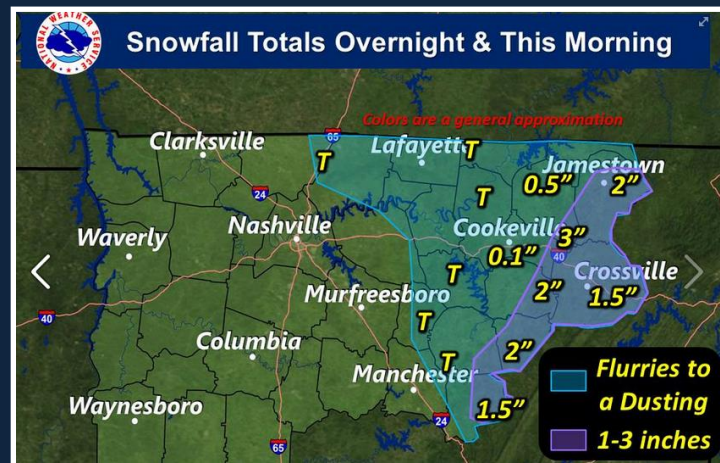 NATIONAL WEATHER SERVICE
Snowfall Totals Overnight & This Morning
Colors are a general approximation
65
Clarksville
T
Lafayette
T
Jamestown
24
T
0.5”
2”
Nashville
Cookeville
3”
Waverly
0.1”
40
Crossville
T
2”
1.5”
Murfreesboro
40
T
Columbia
T
2”
Manchester
Flurries to
a Dusting
Waynesboro
1.5”
24
65
1-3 inches